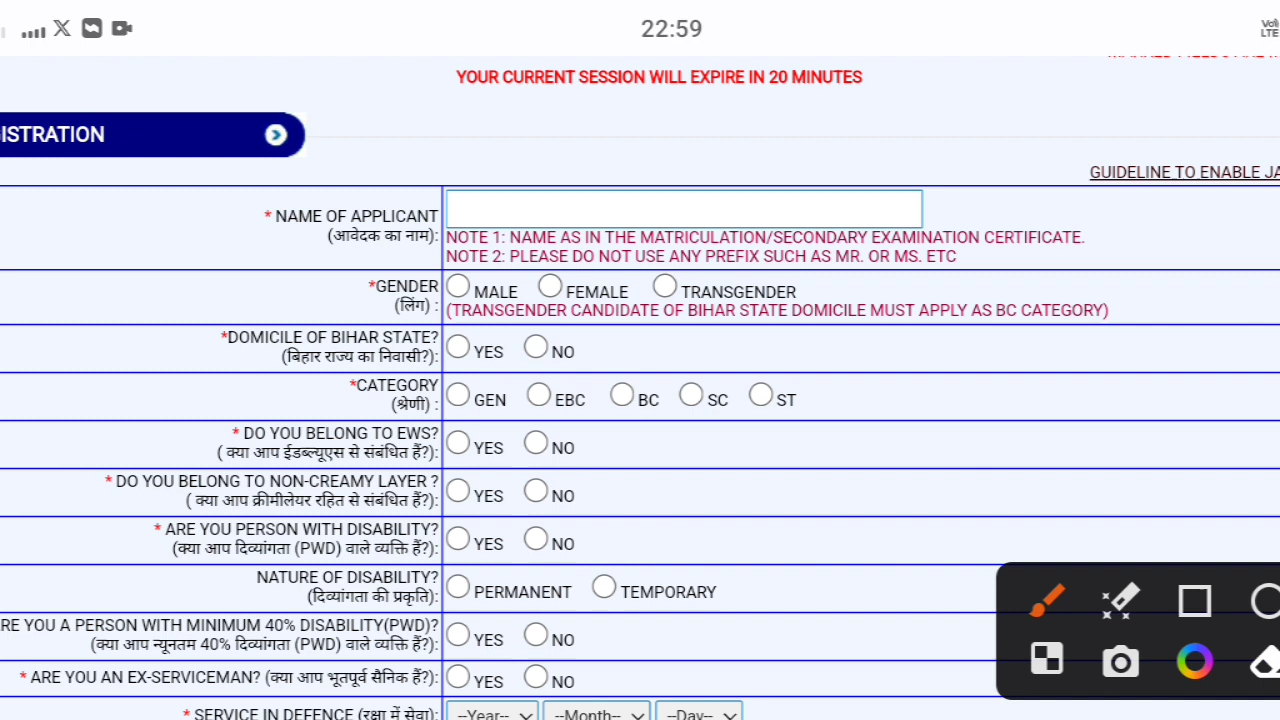 22:59
Vo
LTE
YOUR CURRENT SESSION WILL EXPIRE IN 20 MINUTES
ISTRATION
GUIDELINE TO ENABLE JA
* NAME OF APPLICANT
(आवेदक का नाम):
NOTE 1: NAME AS IN THE MATRICULATION/SECONDARY EXAMINATION CERTIFICATE.
NOTE 2: PLEASE DO NOT USE ANY PREFIX SUCH AS MR. OR MS. ETC
*GENDER
(लिंग) :
MALE FEMALE TRANSGENDER
(TRANSGENDER CANDIDATE OF BIHAR STATE DOMICILE MUST APPLY AS BC CATEGORY)
*DOMICILE OF BIHAR STATE?
(बिहार राज्य का निवासी?):
YES NO
*CATEGORY
(श्रेणी) :
GEN EBC BC SC ST
* DO YOU BELONG TO EWS?
( क्या आप ईडब्ल्यूएस से संबंधित हैं?):
YES NO
* DO YOU BELONG TO NON-CREAMY LAYER ?
( क्या आप क्रीमीलेयर रहित से संबंधित हैं?):
YES NO
* ARE YOU PERSON WITH DISABILITY?
(क्या आप दिव्यांगता (PWD) वाले व्यक्ति हैं?):
YES NO
NATURE OF DISABILITY?
(दिव्यांगता की प्रकृति):
PERMANENT TEMPORARY
RE YOU A PERSON WITH MINIMUM 40% DISABILITY(PWD)?
(क्या आप न्यूनतम 40% दिव्यांगता (PWD) वाले व्यक्ति हैं?):
YES NO
* ARE YOU AN EX-SERVICEMAN? (क्या आप भूतपूर्व सैनिक हैं?):
YES NO
* SERVICE IN DEFENCE (रक्षा में सेवा):
--Year-- --Month-- --Day--